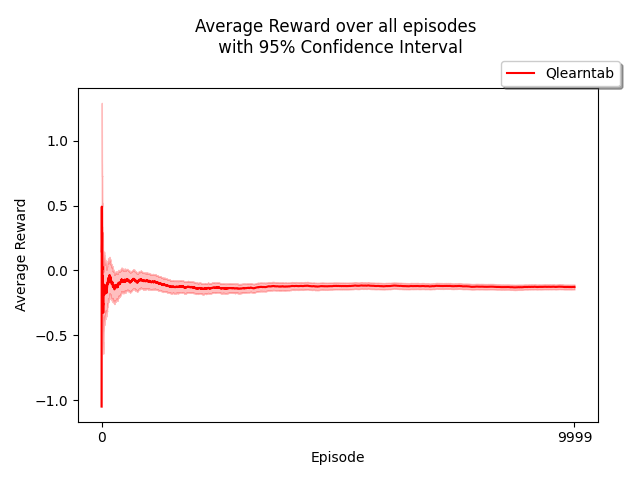 Average Reward over all episodes
with 95% Confidence Interval
Qlearntab
1.0
0.5
0.0
−0.5
−1.0
Average Reward
0
9999
Episode